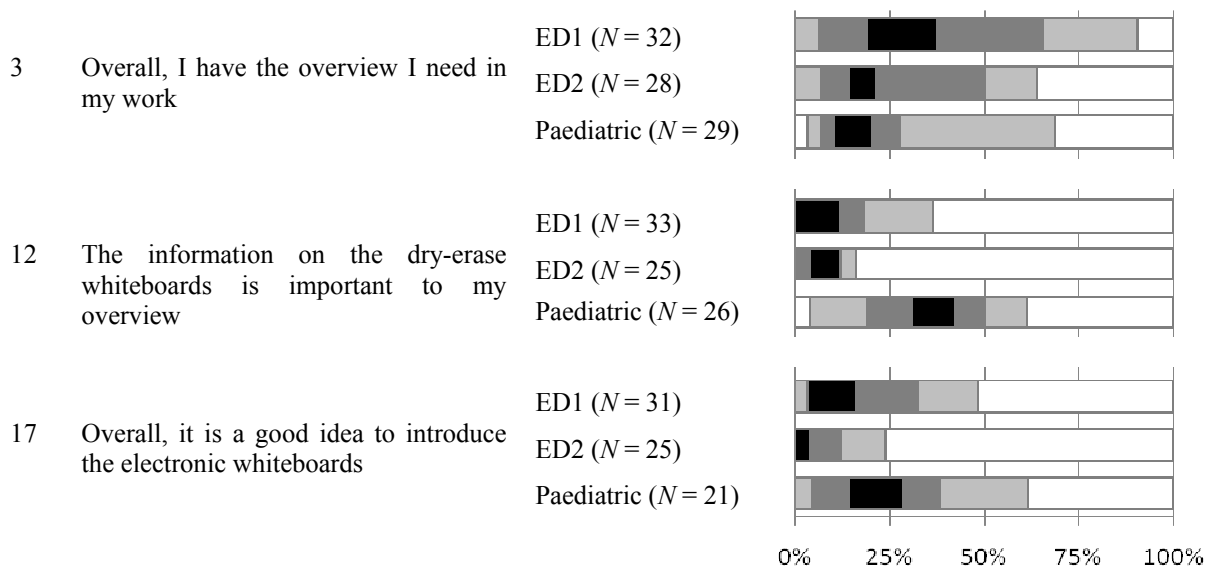 ED1 (N = 32)
3 Overall, I have the overview I need in
my work
ED2 (N = 28)
Paediatric (N = 29)
ED1 (N = 33)
12 The information on the dry-erase
whiteboards is important to my
overview
ED2 (N = 25)
Paediatric (N = 26)
ED1 (N = 31)
17 Overall, it is a good idea to introduce
the electronic whiteboards
ED2 (N = 25)
Paediatric (N = 21)
0% 25% 50% 75% 100%